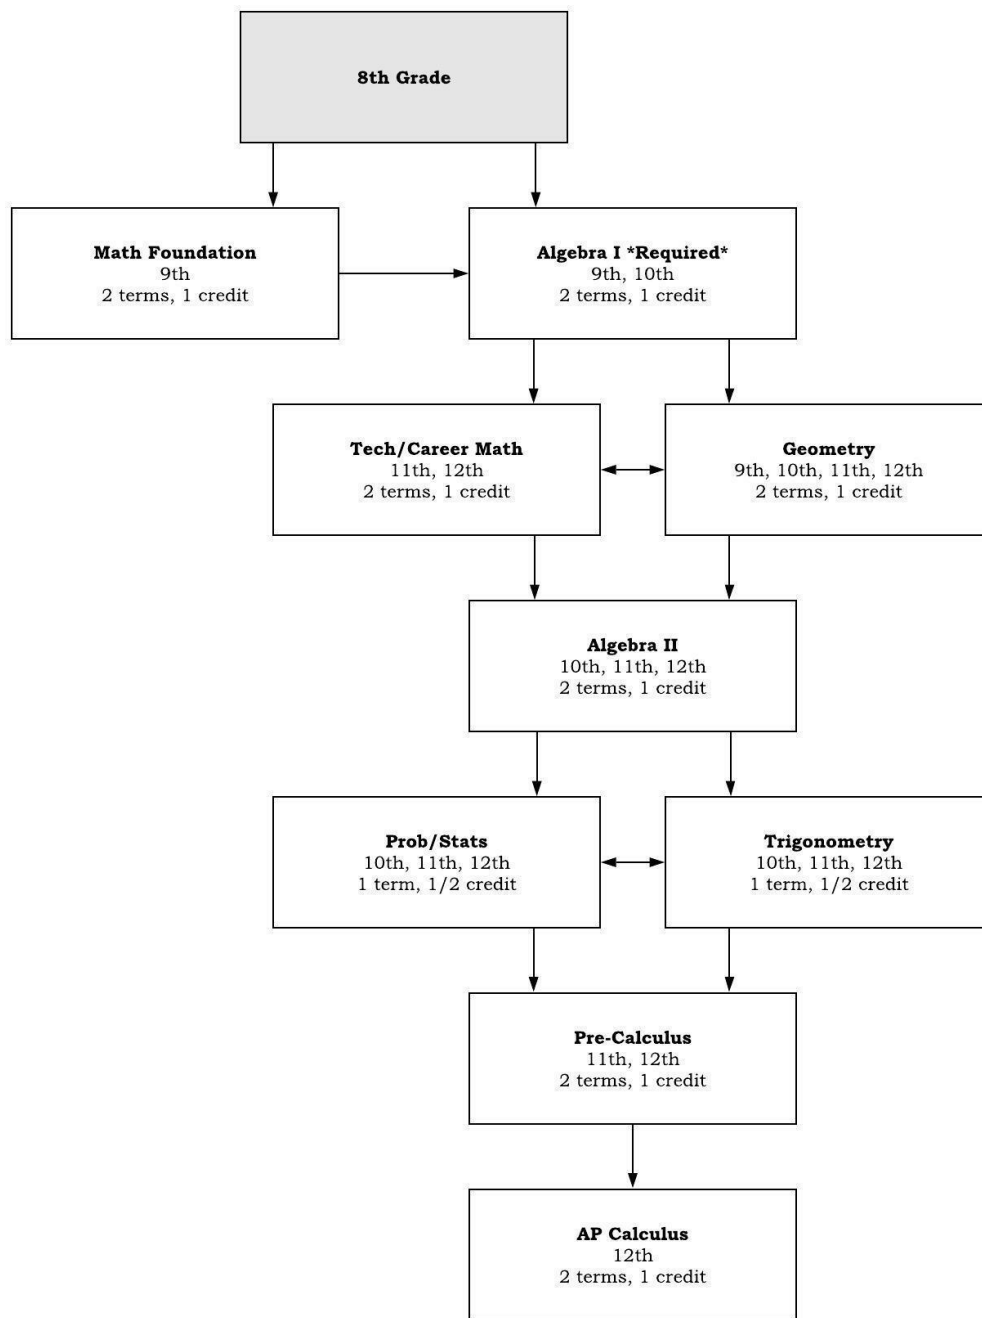 8th Grade
Math Foundation
9th
2 terms, 1 credit
Algebra I *Required*
9th, 10th
2 terms, 1 credit
Tech/Career Math
11th, 12th
2 terms, 1 credit
Geometry
9th, 10th, 11th, 12th
2 terms, 1 credit
Algebra II
10th, 11th, 12th
2 terms, 1 credit
Prob/Stats
10th, 11th, 12th
1 term, 1/2 credit
Trigonometry
10th, 11th, 12th
1 term, 1/2 credit
Pre-Calculus
11th, 12th
2 terms, 1 credit
AP Calculus
12th
2 terms, 1 credit